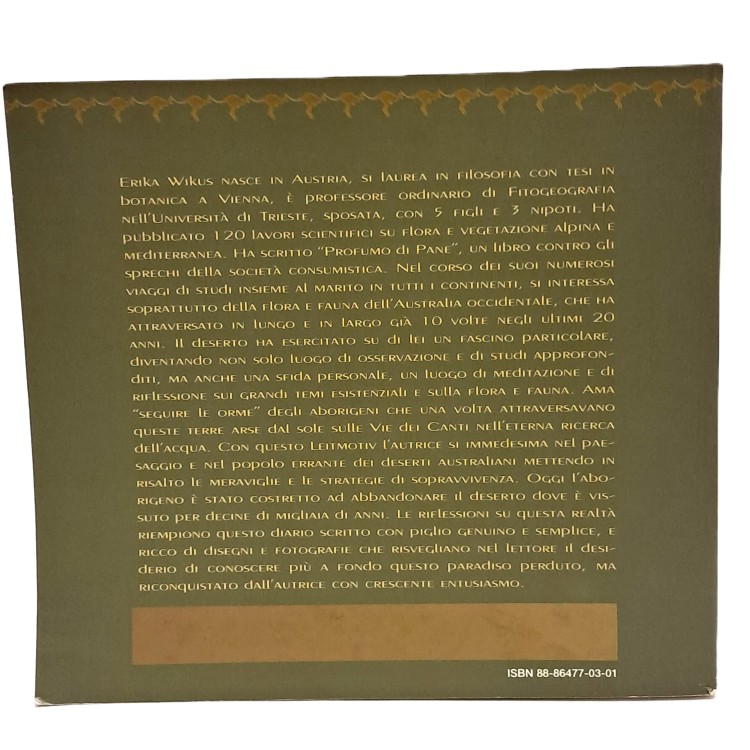 Erika Wikus nasce in Austria, si laurea in filosofia con tesi in
botanica a Vienna, è professore ordinario di Fitogeografia
nell'Università di Trieste, sposata, con 5 figli e 3 nipoti. Ha
pubblicato 120 lavori scientifici su flora e vegetazione alpina e
mediterranea. Ha scritto "Profumo di Pane", un libro contro gli
sprechi della società consumistica. Nel corso dei suoi numerosi
viaggi di studi insieme al marito in tutti i continenti, si interessa
soprattutto della flora e fauna dell'Australia occidentale, che ha
attraversato in lungo e in largo già 10 volte negli ultimi 20
anni. Il deserto ha esercitato su di lei un fascino particolare,
diventando non solo luogo di osservazione e di studi approfon-
diti, ma anche una sfida personale, un luogo di meditazione e di
riflessione sui grandi temi esistenziali e sulla flora e fauna. Ama
"seguire le orme" degli aborigeni che una volta attraversavano
queste terre arse dal sole sulle Vie dei Canti nell'eterna ricerca
dell'acqua. Con questo Leitmotiv l'autrice si immedesima nel pae-
saggio e nel popolo errante dei deserti australiani mettendo in
risalto le meraviglie e le strategie di sopravvivenza. Oggi l'abo-
rigeno è stato costretto ad abbandonare il deserto dove è vis-
suto per decine di migliaia di anni. Le riflessioni su questa realtà
riempiono questo diario scritto con piglio genuino e semplice, e
ricco di disegni e fotografie che risvegliano nel lettore il desi-
derio di conoscere più a fondo questo paradiso perduto, ma
riconquistato dall'autrice con crescente entusiasmo.
ISBN 88-86477-03-01